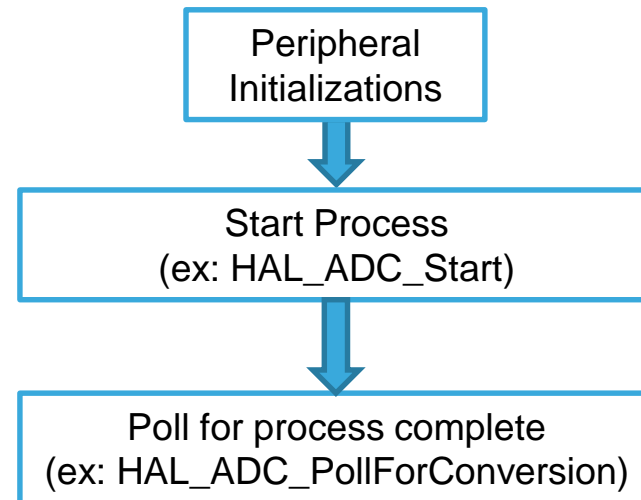 Peripheral
Initializations
Start Process
(ex: HAL_ADC_Start)
Poll for process complete
(ex: HAL_ADC_PollForConversion)